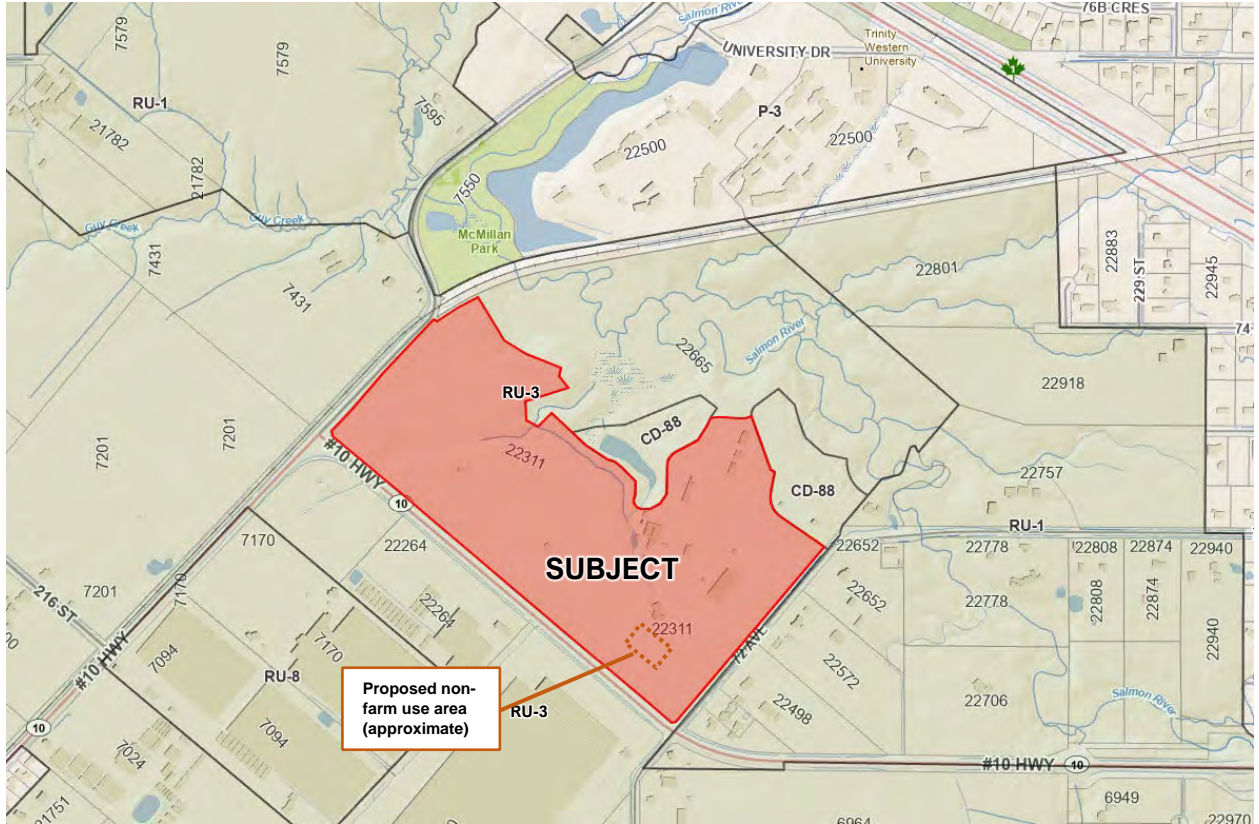 76B CRES
Salmon River
Trinity
Western
University
UNIVERSITY DR
7579
7579
7579
RU-1
P-3
7595
21782
21782
22500
22500
7550
McMillan
Park
Guy Creek
Guy Creek
7431
7431
22883
229 ST
22945
22801
74
Salmon River
22665
22918
RU-3
CD-88
7201
7201
#10 HWY
22311
22757
CD-88
10
RU-1
7170
22264
SUBJECT
22652
22778
22808
22874
22940
7201
7170
22652
22808
22874
216 ST
22778
22264
22311
72 AVE
22940
#10 HWY
7094
7170
22572
RU-8
Proposed non-
farm use area
(approximate)
RU-3
22706
Salmon River
22498
10
7094
7024
#10 HWY
10
21751
6949
6964
22970